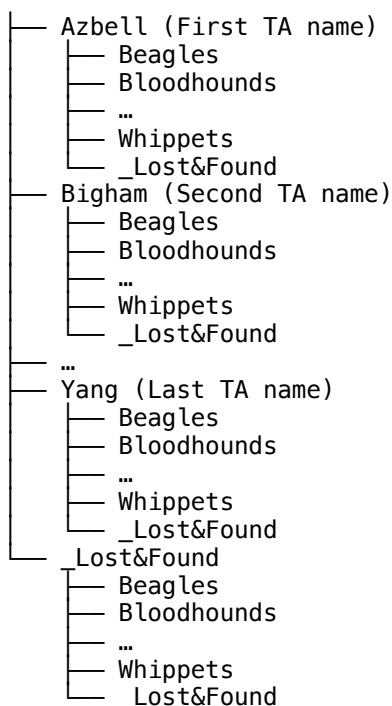 ├── Azbell (First TA name)
│   ├── Beagles
│   ├── Bloodhounds
│   ├── …
│   ├── Whippets
│   └── _Lost&Found
├── Bigham (Second TA name)
│   ├── Beagles
│   ├── Bloodhounds
│   ├── …
│   ├── Whippets
│   └── _Lost&Found
├── …
├── Yang (Last TA name)
│   ├── Beagles
│   ├── Bloodhounds
│   ├── …
│   ├── Whippets
│   └── _Lost&Found
└── _Lost&Found
    ├── Beagles
    ├── Bloodhounds
    ├── …
    ├── Whippets
    └── Lost&Found